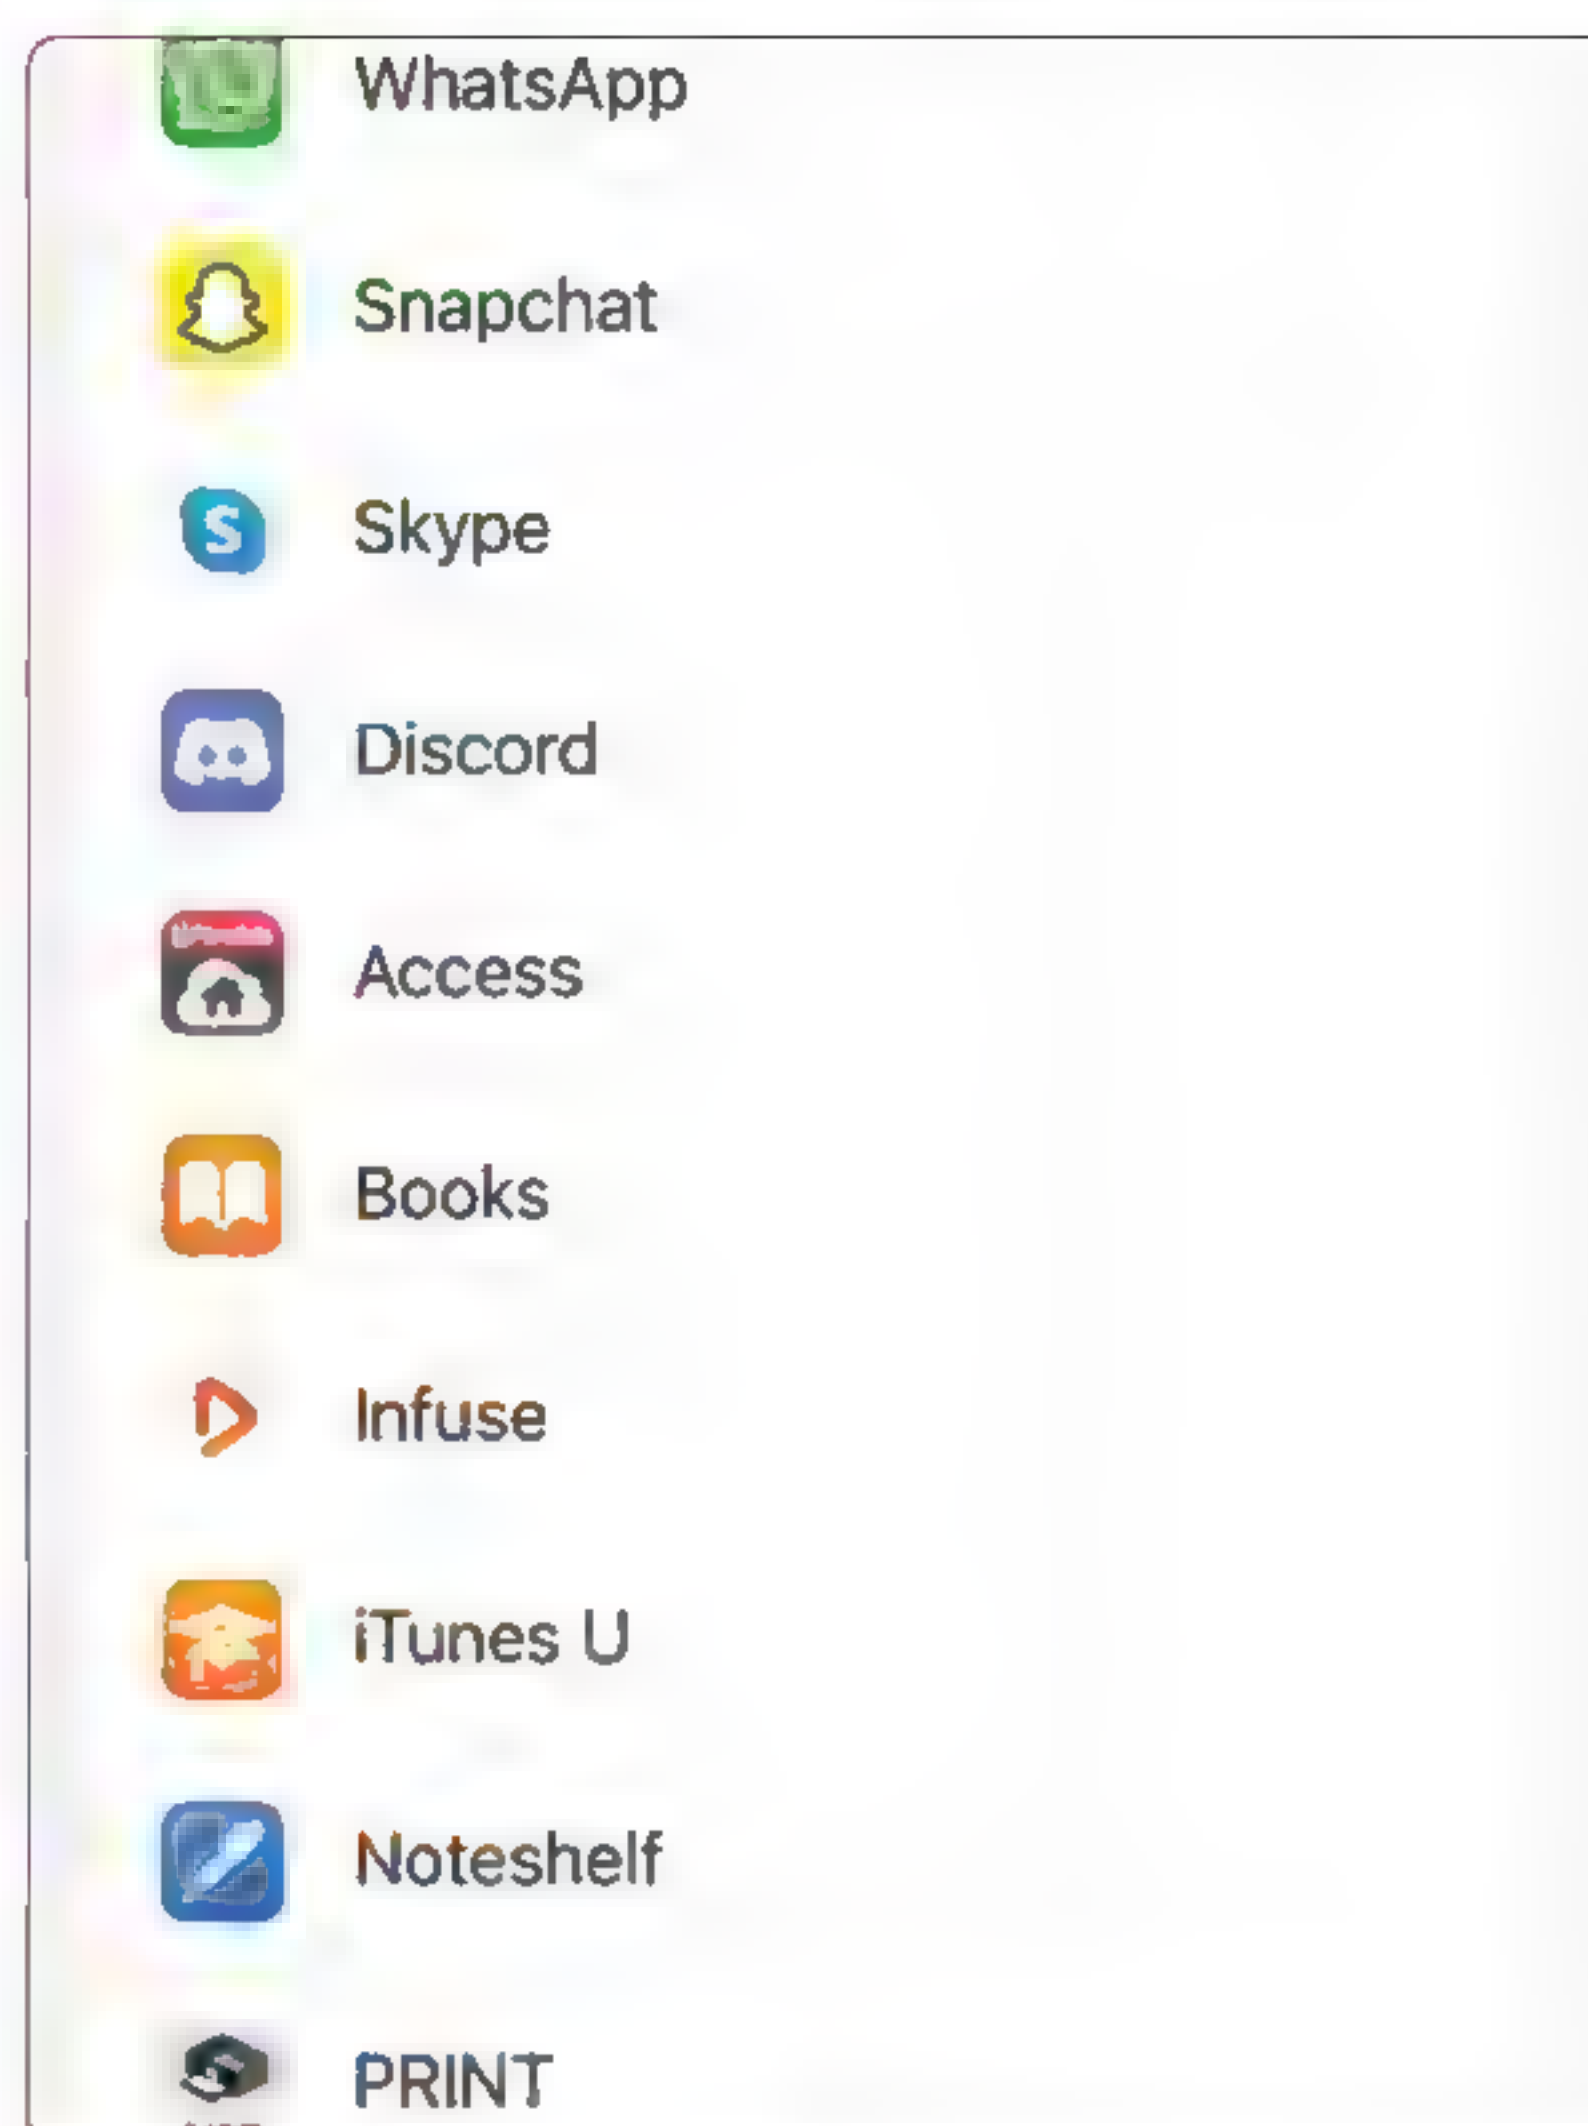 WhatsApp
Snapchat
Skype
Discord
Access
Books
Infuse
iTunes U
Noteshelf
PRINT